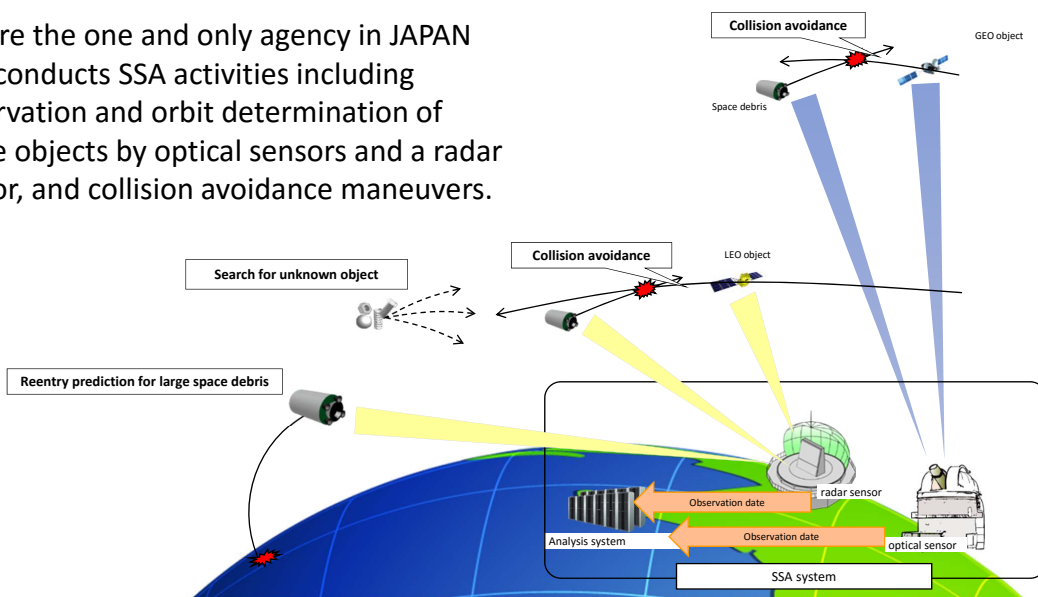 re the one and only agency in JAPAN
conducts SSA activities including
rvation and orbit determination of
e objects by optical sensors and a radar
or, and collision avoidance maneuvers.
Collision avoidance
GEO object
Space debris
Collision avoidance
LEO object
Search for unknown object
Reentry prediction for large space debris
radar sensor
Observation date
Analysis system
Observation date
optical sensor
SSA system